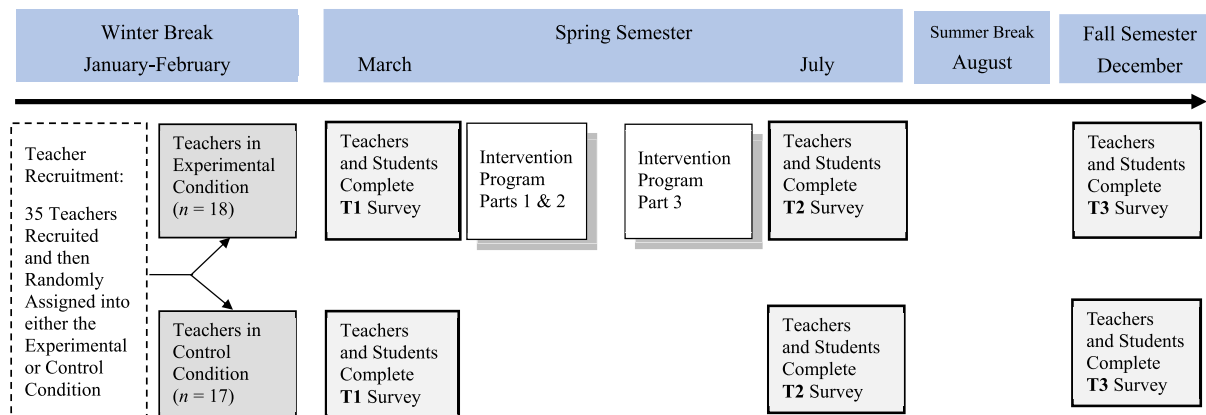 Winter Break
January-February
Spring Semester
March
July
Summer Break
August
Fall Semester
December
Teacher
Recruitment:
35 Teachers
Recruited
and then
Randomly
Assigned into
either the
Experimental
or Control
Condition
Teachers in
Experimental
Condition
(n = 18)
Teachers
and Students
Complete
T1 Survey
Intervention
Program
Parts 1 & 2
Intervention
Program
Part 3
Teachers
and Students
Complete
T2 Survey
Teachers
and Students
Complete
T3 Survey
Teachers in
Control
Condition
(n = 17)
Teachers
and Students
Complete
T1 Survey
Teachers
and Students
Complete
T2 Survey
Teachers
and Students
Complete
T3 Survey